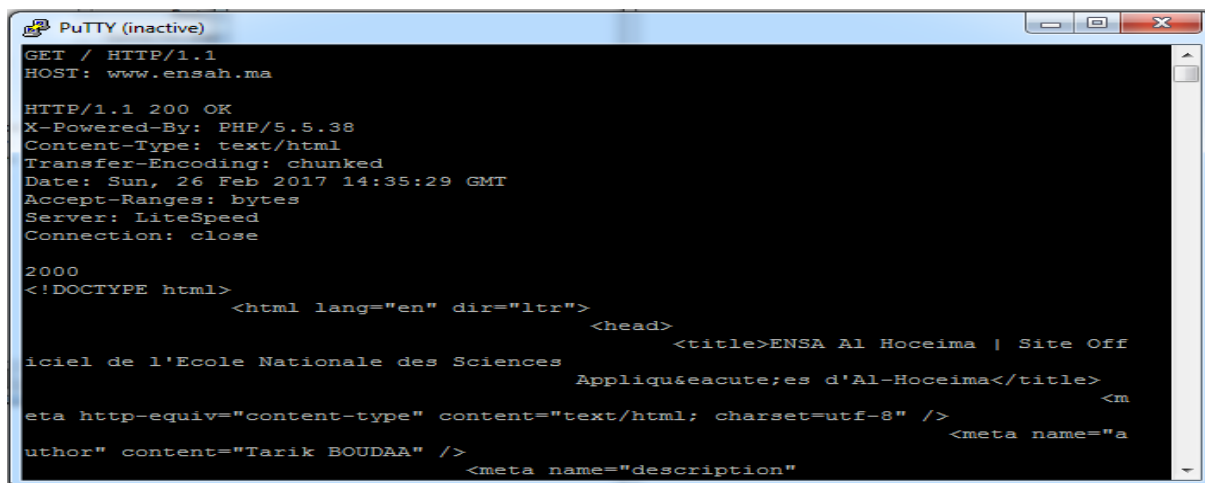 PuTTY (inactive)
GET / HTTP/1.1
HOST: www.ensah.ma
HTTP/1.1 200 OK
X-Powered-By: PHP/5.5.38
Content-Type: text/html
Transfer-Encoding: chunked
Date: Sun, 26 Feb 2017 14:35:29 GMT
Accept-Ranges: bytes
Server: LiteSpeed
Connection: close
2000
<!DOCTYPE html>
<html lang="en" dir="ltr">
<head>
<title>ENSA Al Hoceima | Site Off
iciel de l'Ecole Nationale des Sciences
Appliqu&eacute;es d'Al-Hoceima</title>
<m
eta http-equiv="content-type" content="text/html; charset=utf-8" />
<meta name="a
uthor" content="Tarik BOUDAA" />
<meta name="description"